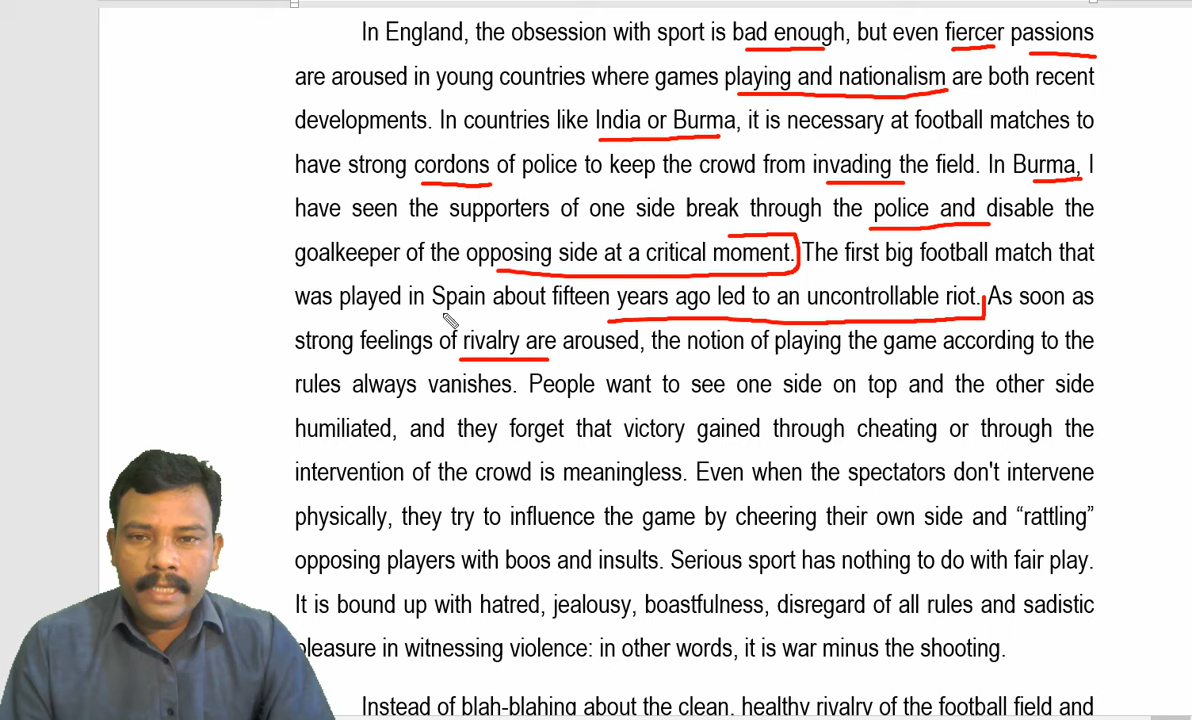 In England, the obsession with sport is bad enough, but even fiercer passions
are aroused in young countries where games playing and nationalism are both recent
developments. In countries like India or Burma, it is necessary at football matches to
have strong cordons of police to keep the crowd from invading the field. In Burma, I
have seen the supporters of one side break through the police and disable the
goalkeeper of the opposing side at a critical moment. The first big football match that
was played in Spain about fifteen years ago led to an uncontrollable riot. As soon as
strong feelings of rivalry are aroused, the notion of playing the game according to the
rules always vanishes. People want to see one side on top and the other side
humiliated, and they forget that victory gained through cheating or through the
intervention of the crowd is meaningless. Even when the spectators don't intervene
physically, they try to influence the game by cheering their own side and “rattling”
opposing players with boos and insults. Serious sport has nothing to do with fair play.
It is bound up with hatred, jealousy, boastfulness, disregard of all rules and sadistic
pleasure in witnessing violence: in other words, it is war minus the shooting.
Instead of blah-blahing about the clean, healthy rivalry of the football field and